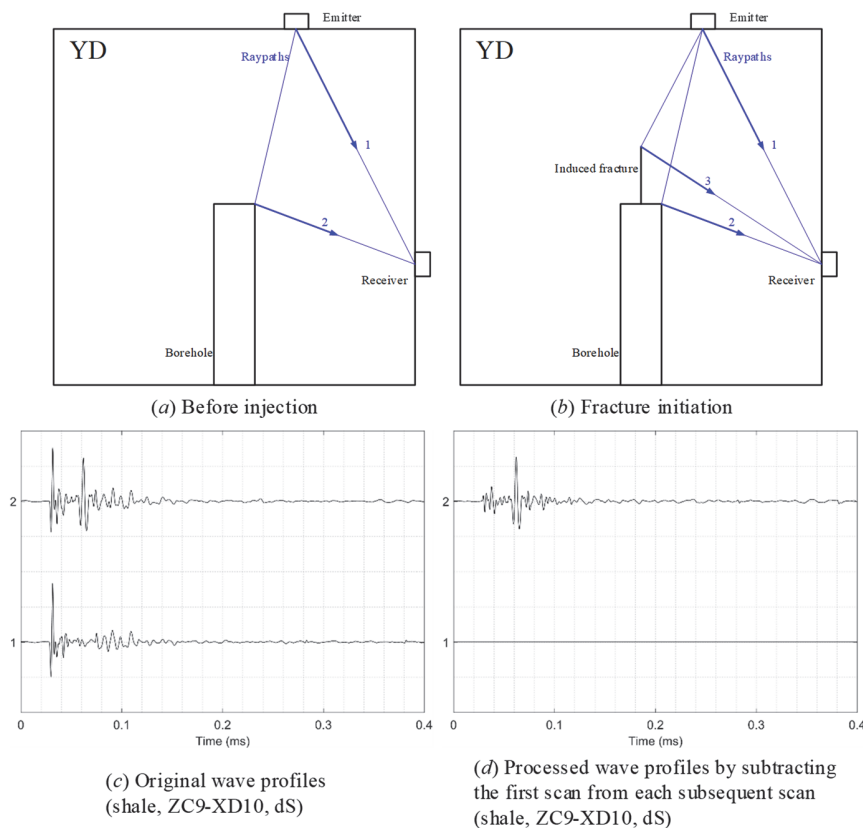 Emitter
YD
Raypaths
1
2
Receiver
Borehole
(a) Before injection
Emitter
YD
Raypaths
1
Induced fracture
3
2
Receiver
Borehole
(b) Fracture initiation
2
1
0 0.1 0.2 0.3 0.4
Time (ms)
(c) Original wave profiles
(shale, ZC9-XD10, dS)
2
1
0 0.1 0.2 0.3 0.4
Time (ms)
(d) Processed wave profiles by subtracting
the first scan from each subsequent scan
(shale, ZC9-XD10, dS)